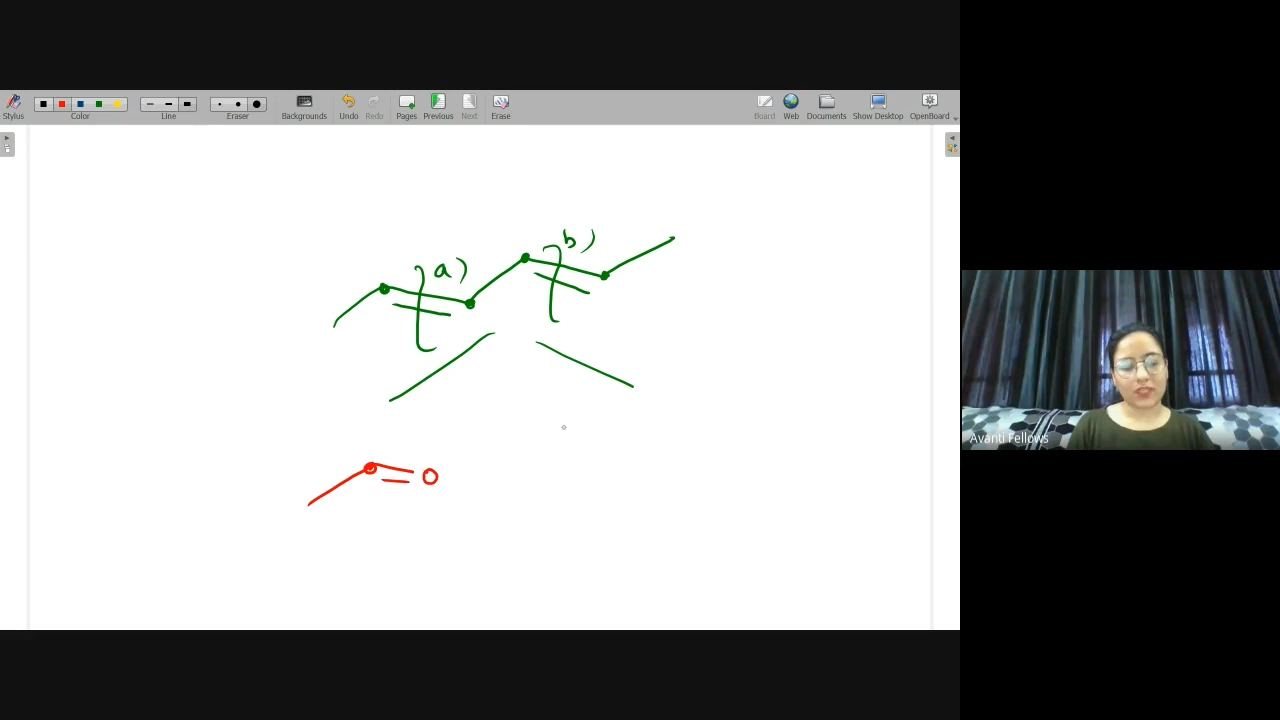 Stylus Color Line Eraser Backgrounds Undo Redo Pages Previous Next Erase Board Web Documents Show Desktop OpenBoard
a)
b)
O
Avanti Fellows